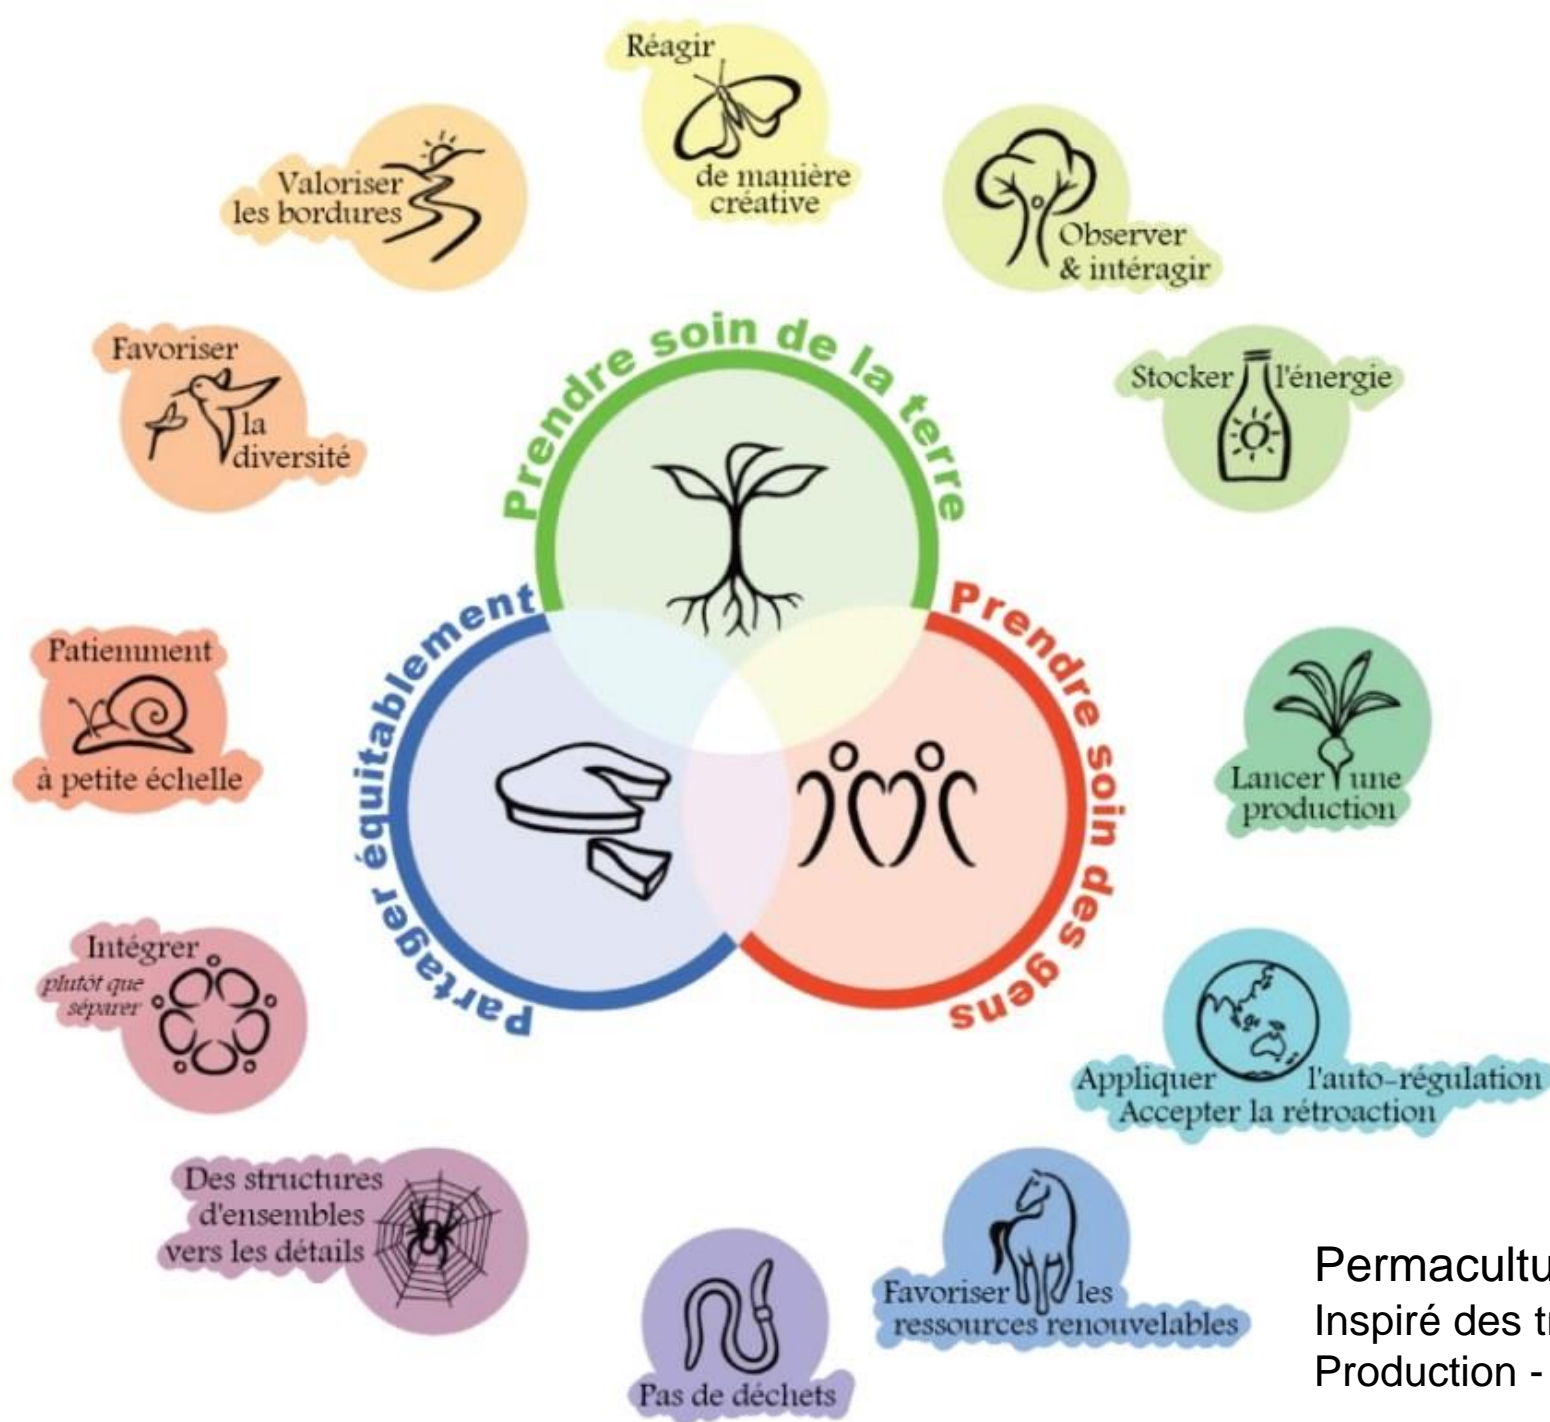 Réagir
de manière
créative
Observer
& intéragir
Stocker l'énergie
Lancer une
production
Appliquer l'auto-régulation
Accepter la rétroaction
Favoriser les
ressources renouvelables
Pas de déchets
Des structures
d'ensembles
vers les détails
Intégrer
plutôt que
séparer
Patiemment
à petite échelle
Favoriser
la
diversité
Valoriser
les bordures
Prendre soin de la terre
Prendre soin des gens
Partager équitablement
Permacultu
Inspiré des t
Production -